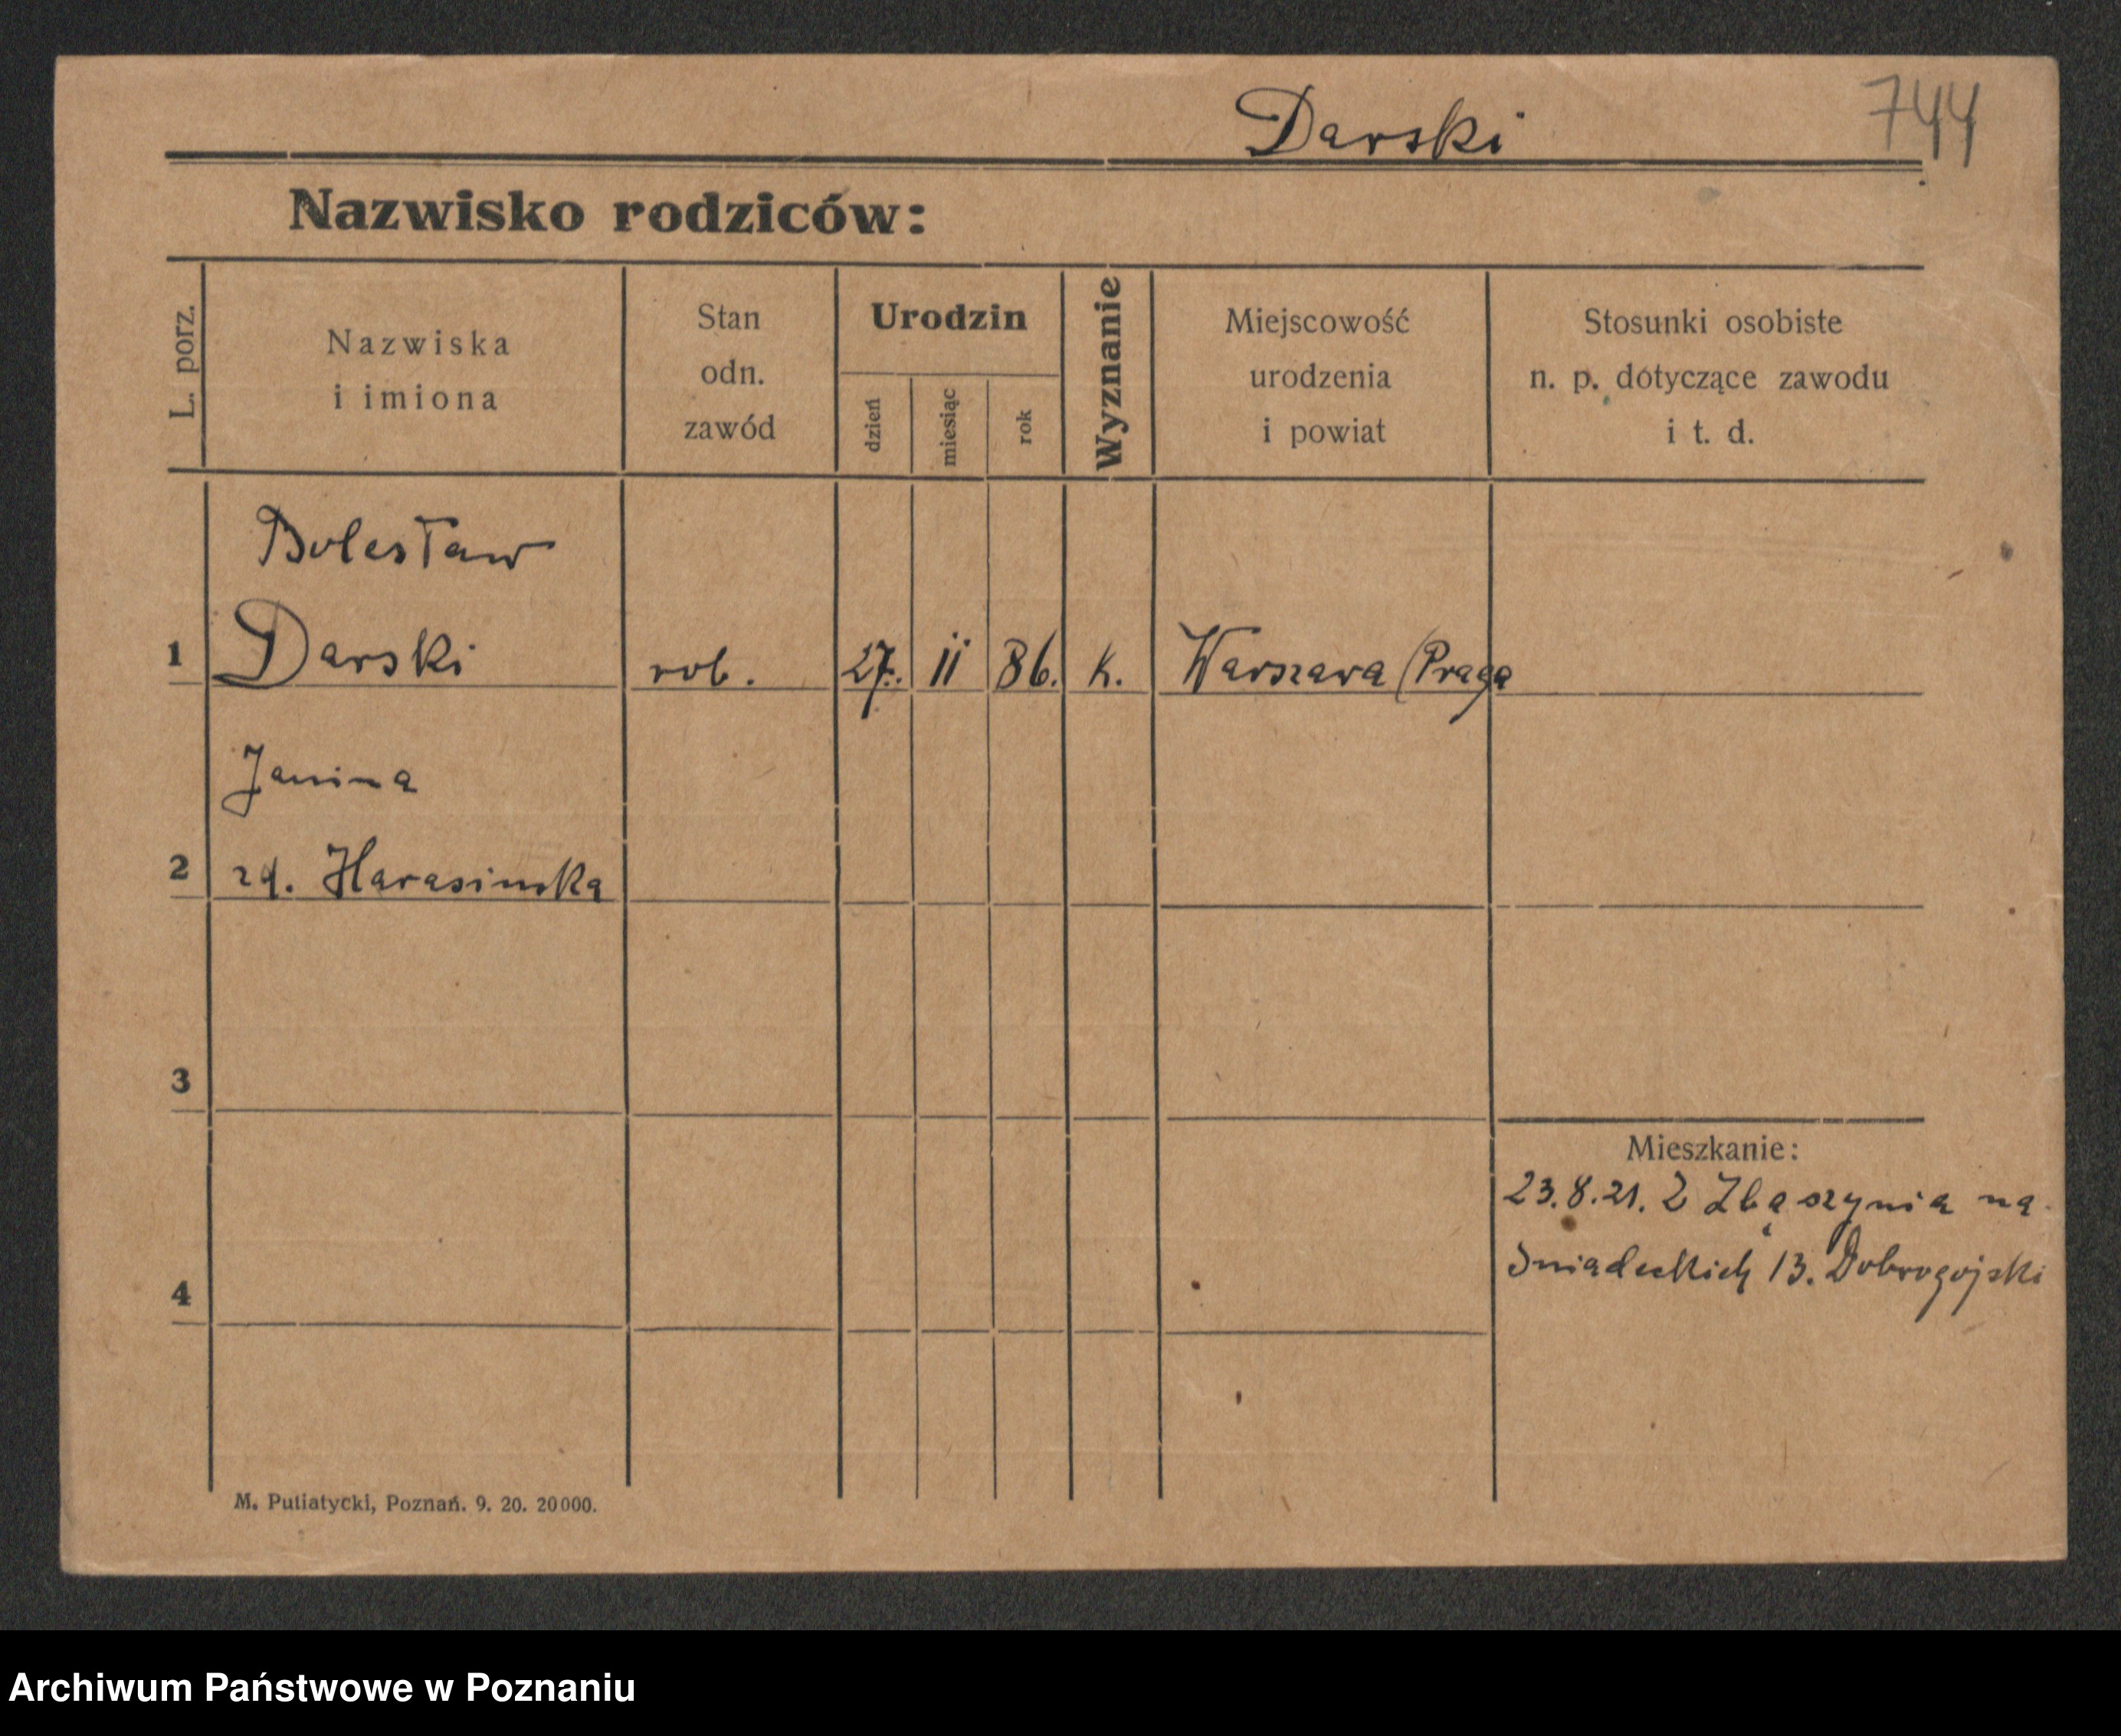 744
Darski
Nazwisko rodziców:
L. porz.
Nazwiska
i imiona
Stan
odn.
zawód
Urodzin
dzień
miesiąc
rok
Wyznanie
Miejscowość
urodzenia
i powiat
Stosunki osobiste
n. p. dotyczące zawodu
i t. d.
Bolesław
1 Darski rob. 27. ii 86. k. Warszawa (Praga
Janina
2 zd. Harasimska
3
Mieszkanie:
23.8.21. Z Zbąszynia na
Śniadeckich 13. Dobrogojski
4
M. Putiatycki, Poznań. 9. 20. 20000.
Archiwum Państwowe w Poznaniu